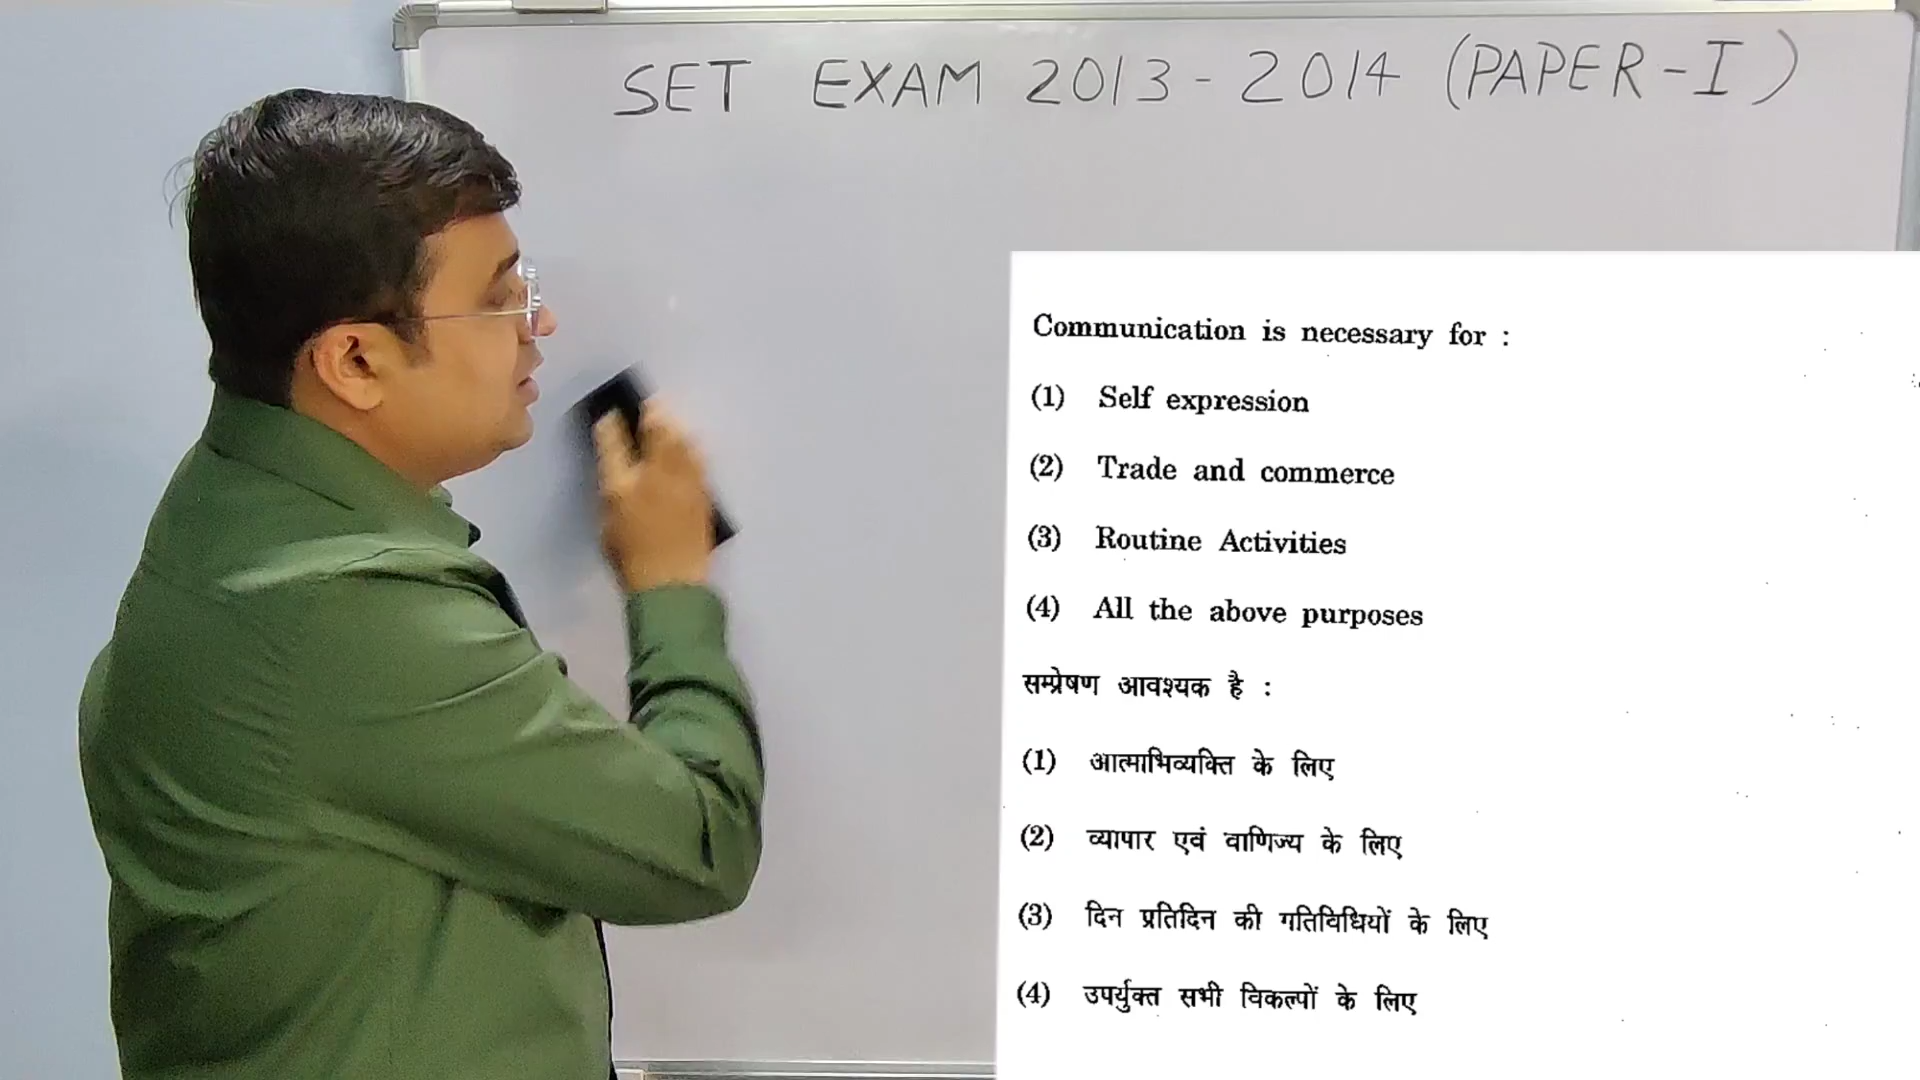 SET EXAM 2013-2014 (PAPER-I)
Communication is necessary for :
(1) Self expression
(2) Trade and commerce
(3) Routine Activities
(4) All the above purposes
सम्प्रेषण आवश्यक है :
(1) आत्माभिव्यक्ति के लिए
(2) व्यापार एवं वाणिज्य के लिए
(3) दिन प्रतिदिन की गतिविधियों के लिए
(4) उपर्युक्त सभी विकल्पों के लिए